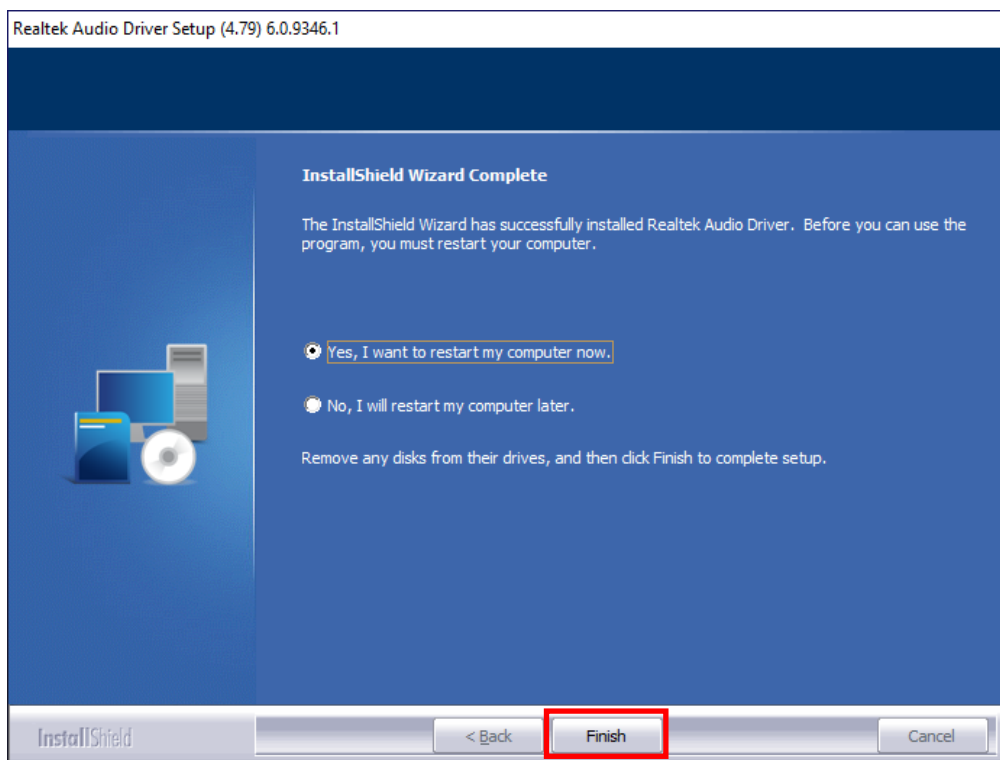 Realtek Audio Driver Setup (4.79) 6.0.9346.1
InstallShield Wizard Complete
The InstallShield Wizard has successfully installed Realtek Audio Driver. Before you can use the
program, you must restart your computer.
Yes, I want to restart my computer now.
No, I will restart my computer later.
Remove any disks from their drives, and then click Finish to complete setup.
InstallShield
< Back
Finish
Cancel